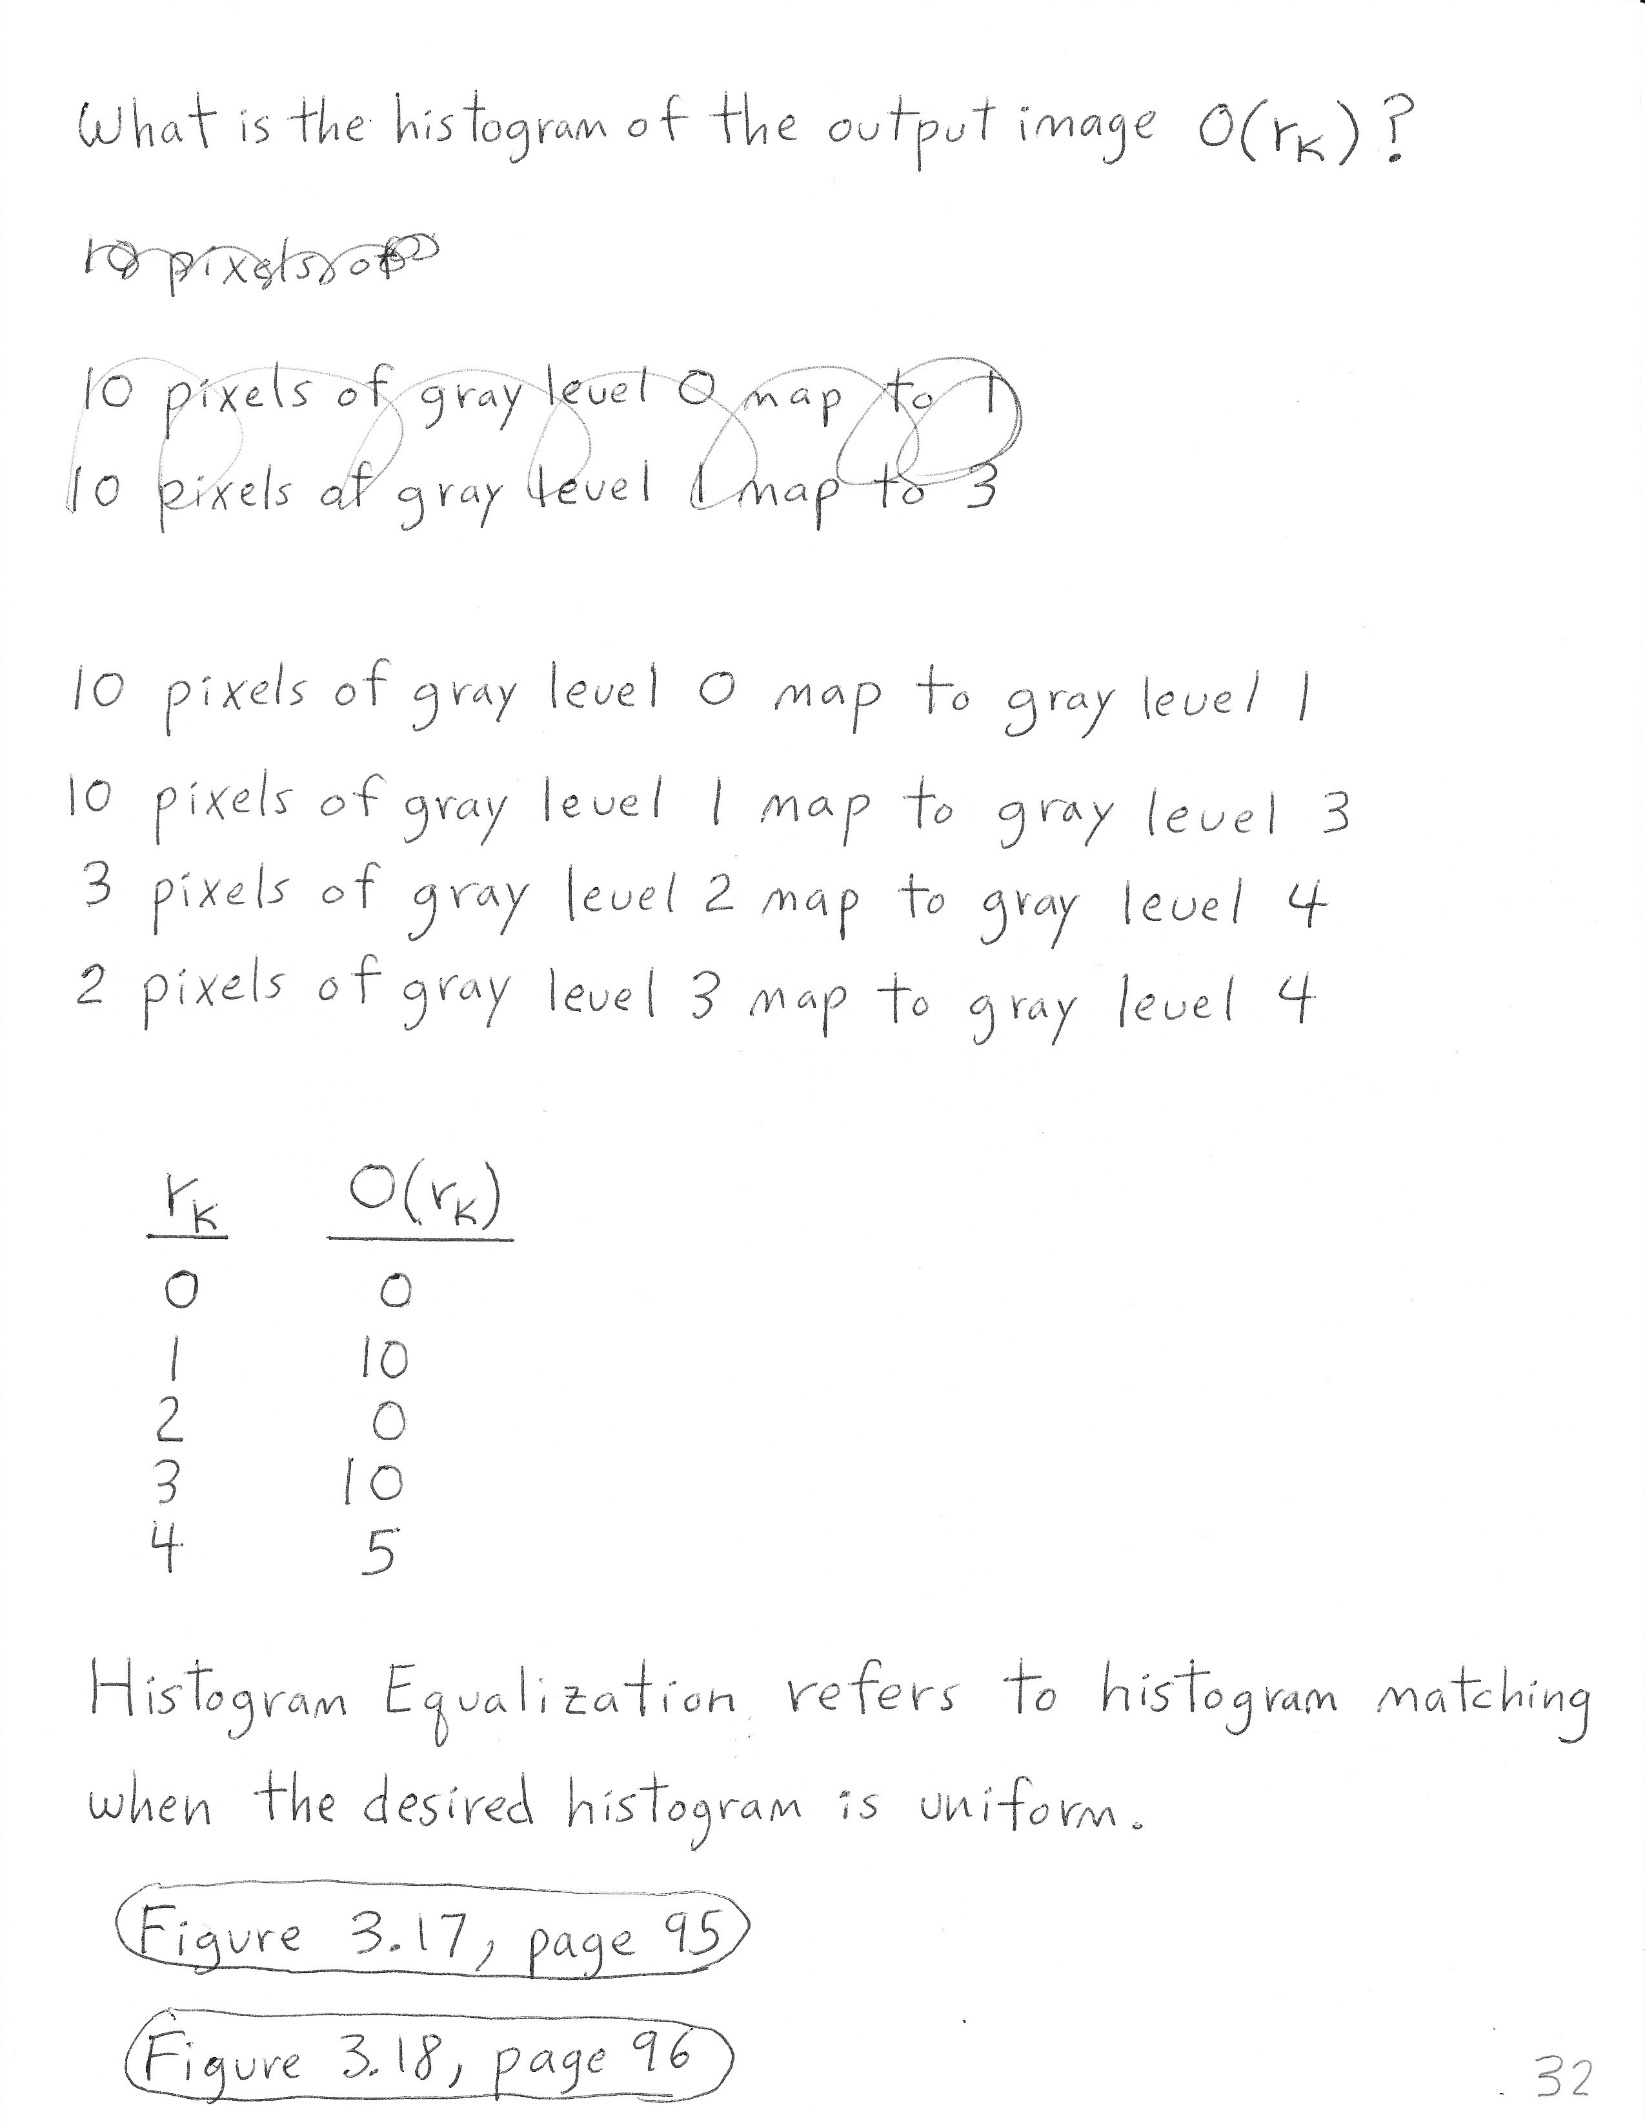 What is the histogram of the output image O(rK)?
10 pixels of
10 pixels of gray level 0 map to 1
10 pixels of gray level 1 map to 3
10 pixels of gray level 0 map to gray level 1
10 pixels of gray level 1 map to gray level 3
3 pixels of gray level 2 map to gray level 4
2 pixels of gray level 3 map to gray level 4
rK O(rK)
0 0
1 10
2 0
3 10
4 5
Histogram Equalization refers to histogram matching
when the desired histogram is uniform.
Figure 3.17, page 95
Figure 3.18, page 96
32